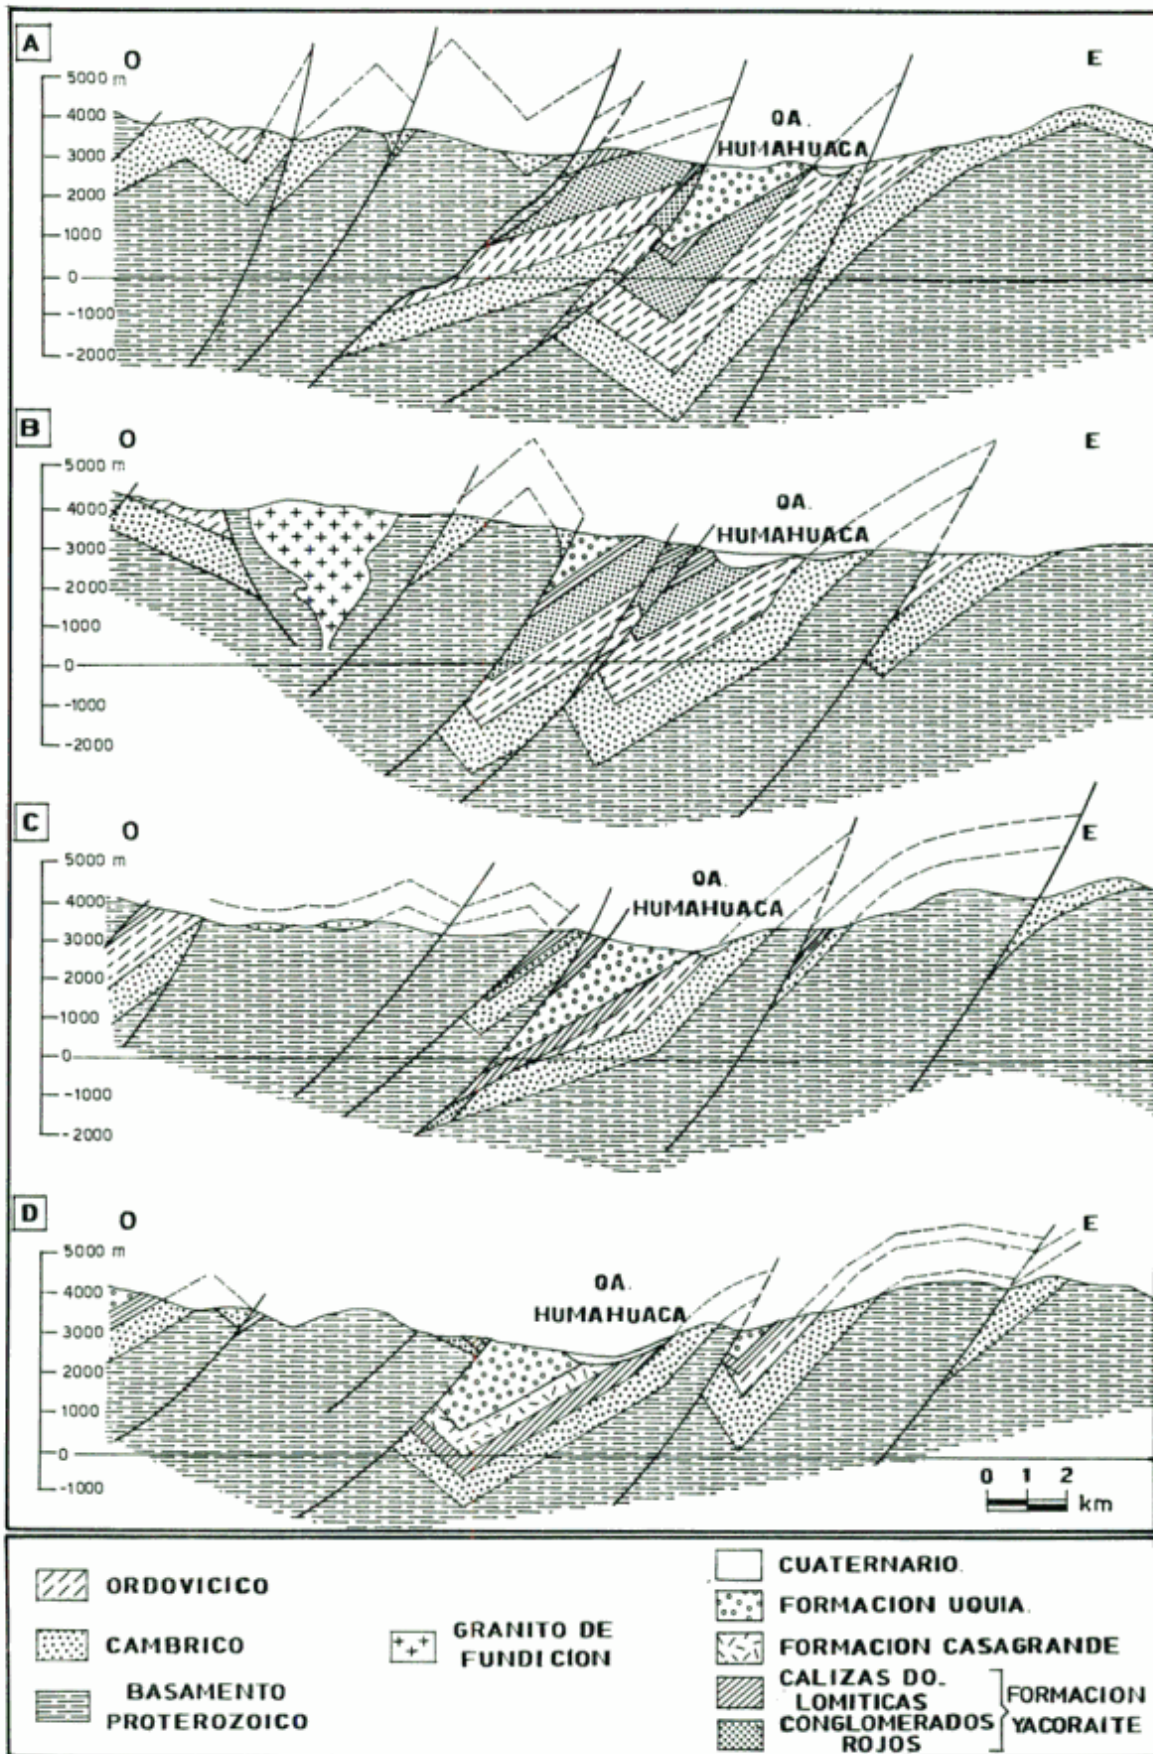 A
O
E
5000 m
4000
3000
2000
1000
0
-1000
-2000
QA.
HUMAHUACA
B
O
E
5000 m
4000
3000
2000
1000
0
-1000
-2000
QA.
HUMAHUACA
C
O
E
5000 m
4000
3000
2000
1000
0
-1000
-2000
QA.
HUMAHUACA
D
O
E
5000 m
4000
3000
2000
1000
0
-1000
QA.
HUMAHUACA
0 1 2
km
ORDOVICICO
CAMBRICO
BASAMENTO
PROTEROZOICO
GRANITO DE
FUNDICION
CUATERNARIO.
FORMACION UQUIA.
FORMACION CASAGRANDE
CALIZAS DO_
LOMITICAS
CONGLOMERADOS
ROJOS
FORMACION
YACORAITE